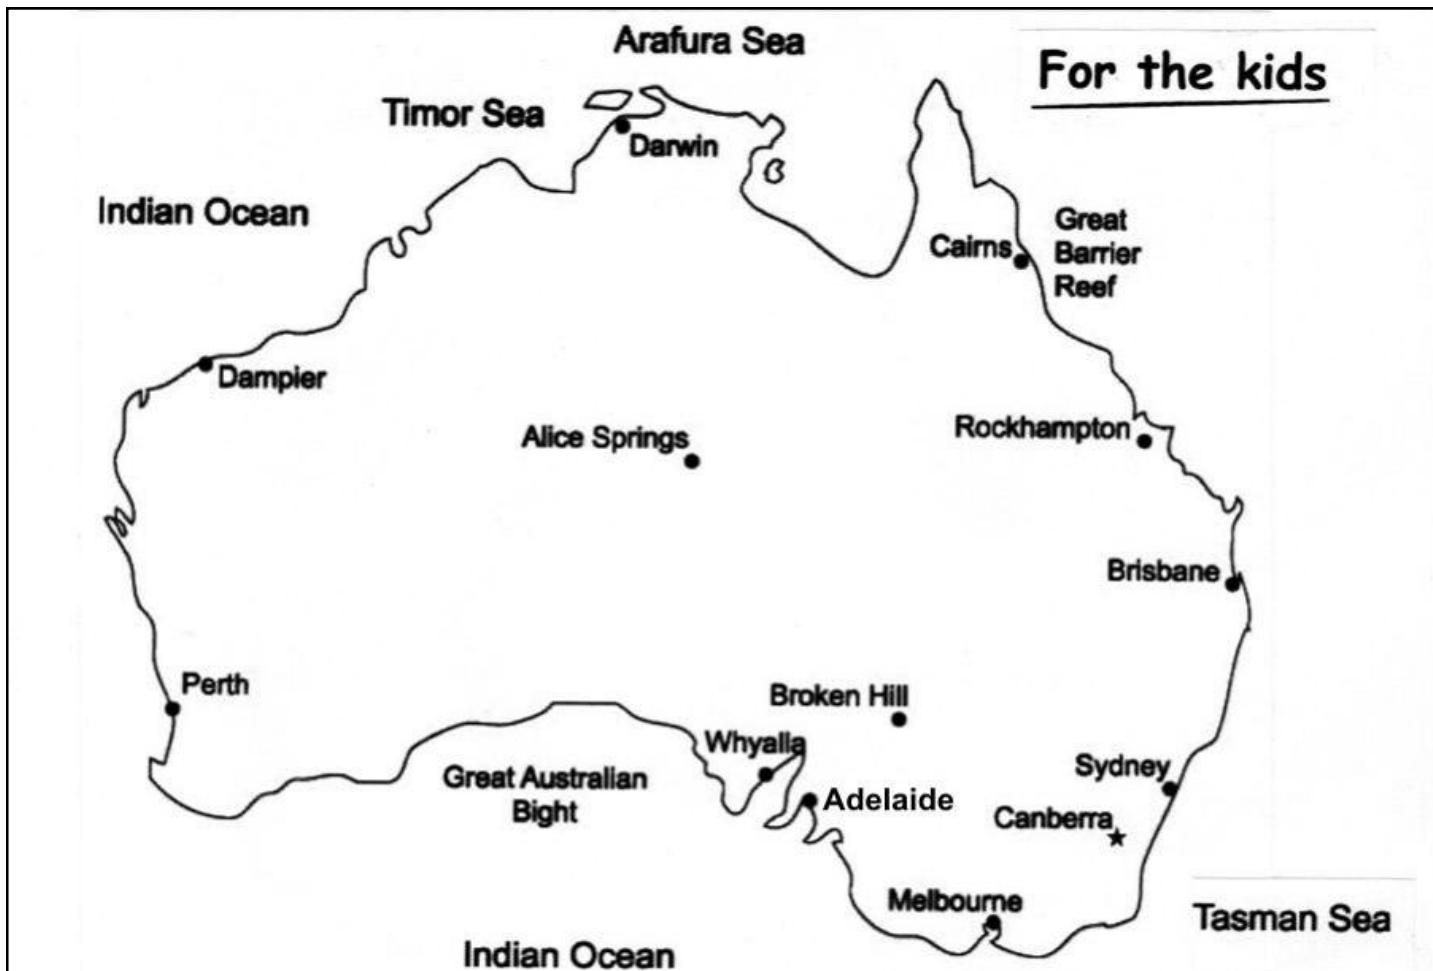 Arafura Sea
For the kids
Timor Sea
Darwin
Indian Ocean
Great
Barrier
Reef
Cairns
Dampier
Alice Springs
Rockhampton
Brisbane
Perth
Broken Hill
Whyalla
Great Australian
Bight
Adelaide
Sydney
Canberra
Melbourne
Tasman Sea
Indian Ocean